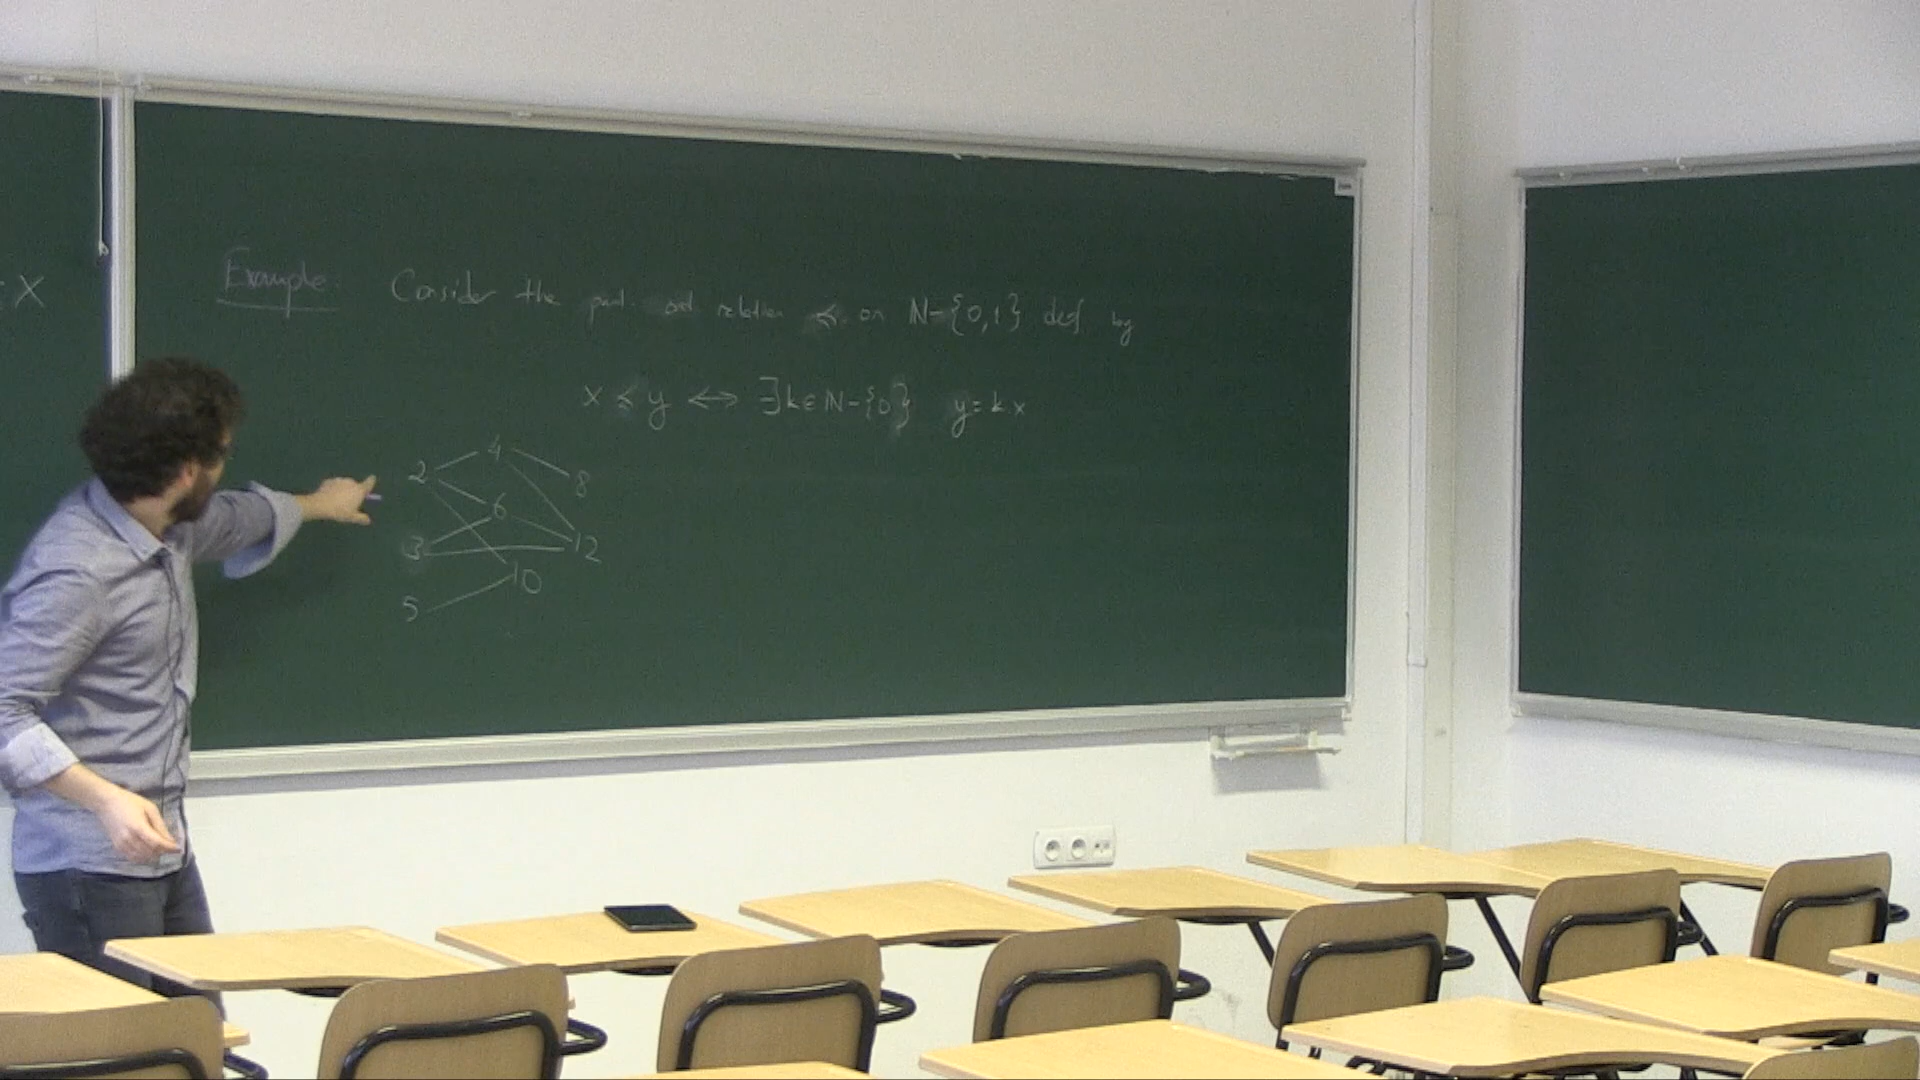 : X
Example: Consider the part. ord. relation ≼ on ℕ-{0,1} def by
x ≼ y ⟷ ∃k∈ℕ-{0} y=kx
2 4 8
6
3 12
10
5